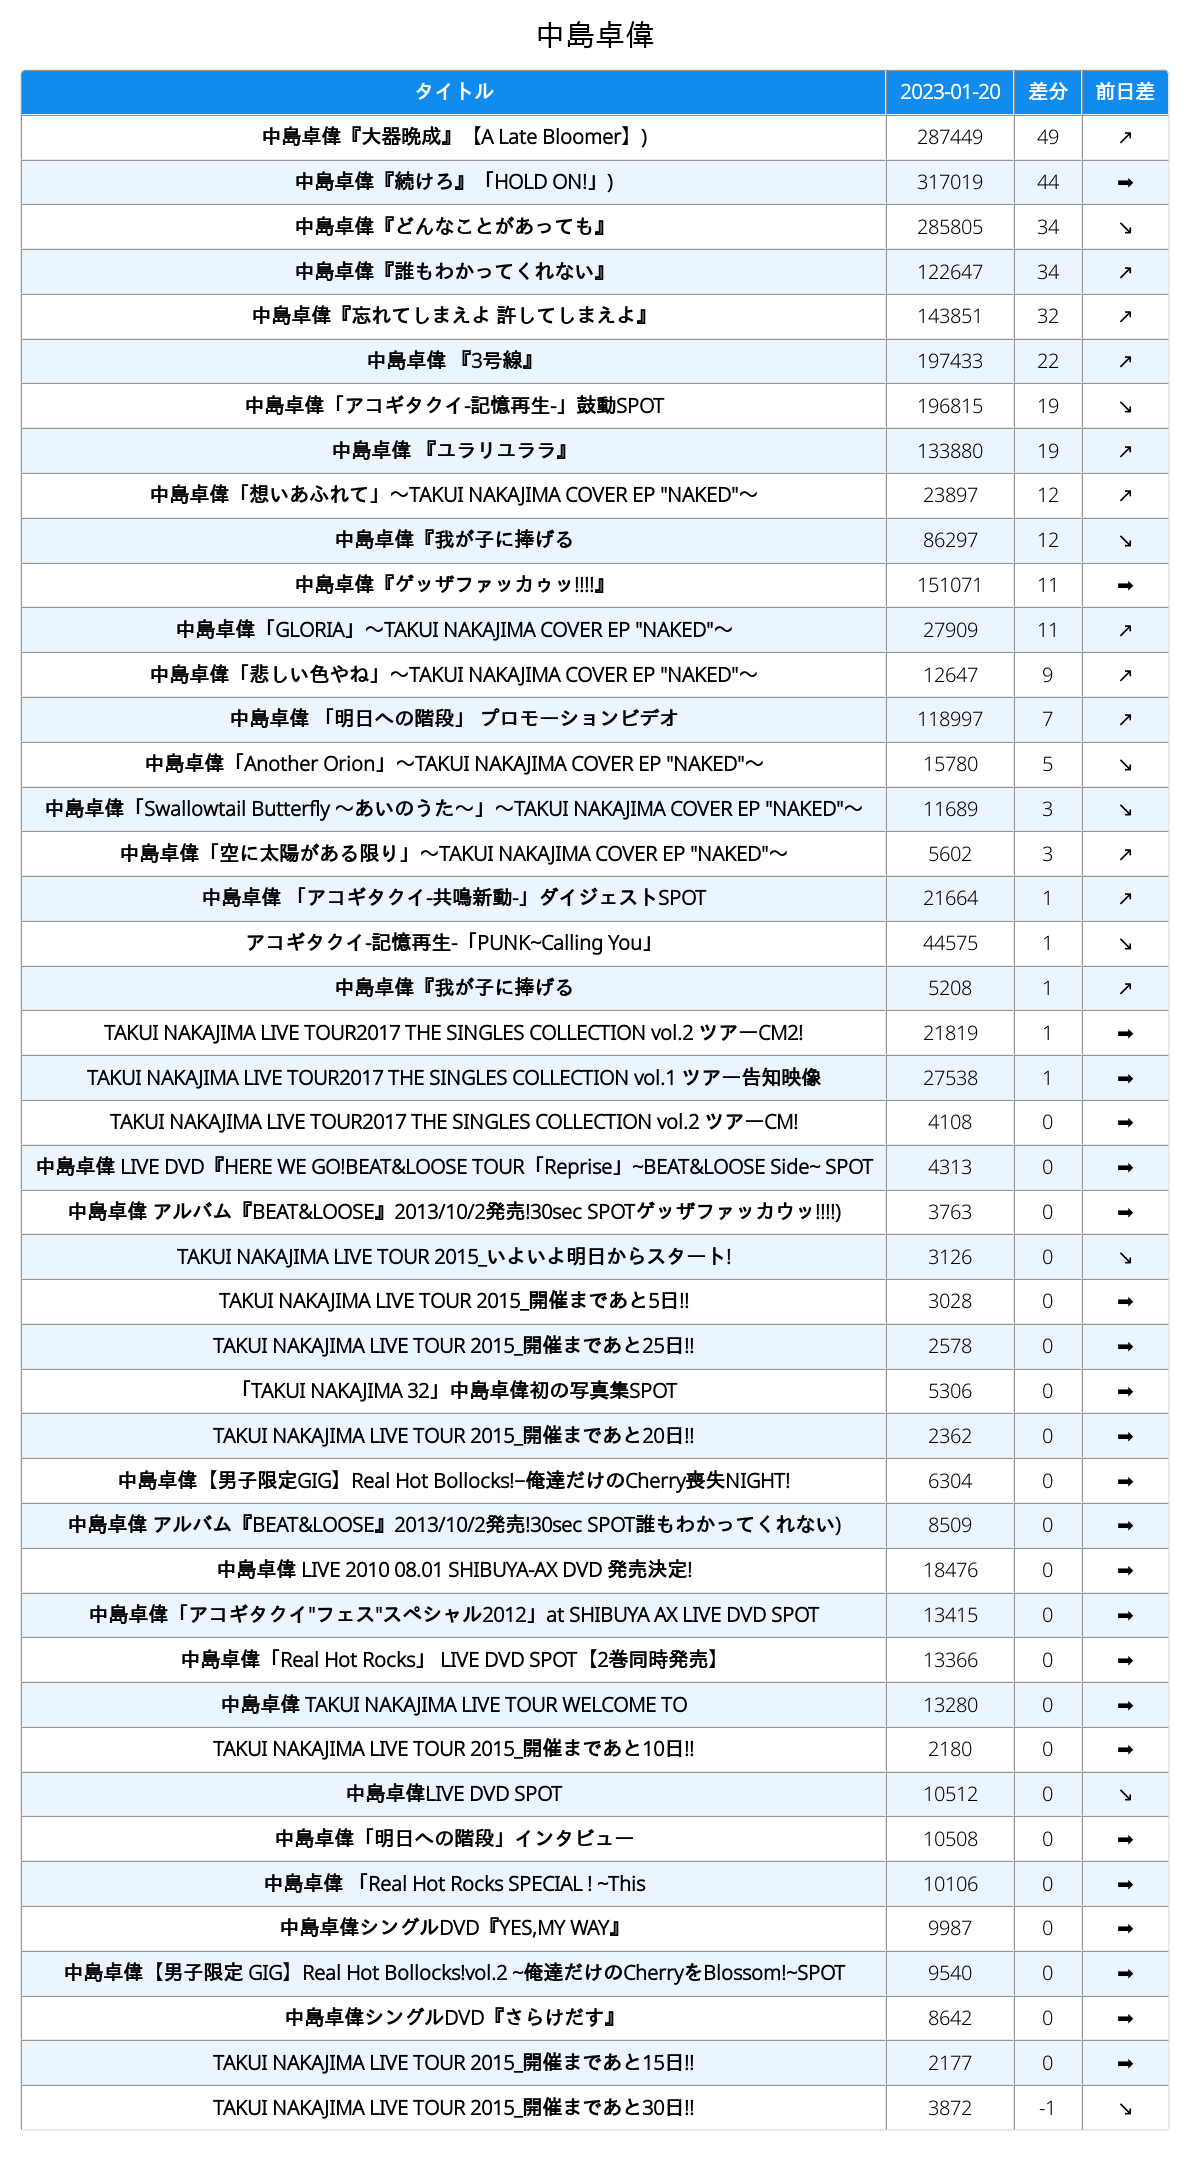 中島卓偉
タイトル 2023-01-20 差分 前日差
中島卓偉『大器晩成』【A Late Bloomer】) 287449 49 ↗
中島卓偉『続けろ』「HOLD ON!」) 317019 44 ➡
中島卓偉『どんなことがあっても』 285805 34 ↘
中島卓偉『誰もわかってくれない』 122647 34 ↗
中島卓偉『忘れてしまえよ 許してしまえよ』 143851 32 ↗
中島卓偉 『3号線』 197433 22 ↗
中島卓偉「アコギタクイ-記憶再生-」鼓動SPOT 196815 19 ↘
中島卓偉 『ユラリユララ』 133880 19 ↗
中島卓偉「想いあふれて」～TAKUI NAKAJIMA COVER EP "NAKED"～ 23897 12 ↗
中島卓偉『我が子に捧げる 86297 12 ↘
中島卓偉『ゲッザファッカゥッ!!!!』 151071 11 ➡
中島卓偉「GLORIA」～TAKUI NAKAJIMA COVER EP "NAKED"～ 27909 11 ↗
中島卓偉「悲しい色やね」～TAKUI NAKAJIMA COVER EP "NAKED"～ 12647 9 ↗
中島卓偉 「明日への階段」 プロモーションビデオ 118997 7 ↗
中島卓偉「Another Orion」～TAKUI NAKAJIMA COVER EP "NAKED"～ 15780 5 ↘
中島卓偉「Swallowtail Butterfly ～あいのうた～」～TAKUI NAKAJIMA COVER EP "NAKED"～ 11689 3 ↘
中島卓偉「空に太陽がある限り」～TAKUI NAKAJIMA COVER EP "NAKED"～ 5602 3 ↗
中島卓偉 「アコギタクイ-共鳴新動-」ダイジェストSPOT 21664 1 ↗
アコギタクイ-記憶再生-「PUNK~Calling You」 44575 1 ↘
中島卓偉『我が子に捧げる 5208 1 ↗
TAKUI NAKAJIMA LIVE TOUR2017 THE SINGLES COLLECTION vol.2 ツアーCM2! 21819 1 ➡
TAKUI NAKAJIMA LIVE TOUR2017 THE SINGLES COLLECTION vol.1 ツアー告知映像 27538 1 ➡
TAKUI NAKAJIMA LIVE TOUR2017 THE SINGLES COLLECTION vol.2 ツアーCM! 4108 0 ➡
中島卓偉 LIVE DVD『HERE WE GO!BEAT&LOOSE TOUR「Reprise」~BEAT&LOOSE Side~ SPOT 4313 0 ➡
中島卓偉 アルバム『BEAT&LOOSE』2013/10/2発売!30sec SPOTゲッザファッカウッ!!!!) 3763 0 ➡
TAKUI NAKAJIMA LIVE TOUR 2015_いよいよ明日からスタート! 3126 0 ↘
TAKUI NAKAJIMA LIVE TOUR 2015_開催まであと5日!! 3028 0 ➡
TAKUI NAKAJIMA LIVE TOUR 2015_開催まであと25日!! 2578 0 ➡
「TAKUI NAKAJIMA 32」中島卓偉初の写真集SPOT 5306 0 ➡
TAKUI NAKAJIMA LIVE TOUR 2015_開催まであと20日!! 2362 0 ➡
中島卓偉【男子限定GIG】Real Hot Bollocks!−俺達だけのCherry喪失NIGHT! 6304 0 ➡
中島卓偉 アルバム『BEAT&LOOSE』2013/10/2発売!30sec SPOT誰もわかってくれない) 8509 0 ➡
中島卓偉 LIVE 2010 08.01 SHIBUYA-AX DVD 発売決定! 18476 0 ➡
中島卓偉「アコギタクイ"フェス"スペシャル2012」at SHIBUYA AX LIVE DVD SPOT 13415 0 ➡
中島卓偉「Real Hot Rocks」 LIVE DVD SPOT【2巻同時発売】 13366 0 ➡
中島卓偉 TAKUI NAKAJIMA LIVE TOUR WELCOME TO 13280 0 ➡
TAKUI NAKAJIMA LIVE TOUR 2015_開催まであと10日!! 2180 0 ➡
中島卓偉LIVE DVD SPOT 10512 0 ↘
中島卓偉「明日への階段」インタビュー 10508 0 ➡
中島卓偉 「Real Hot Rocks SPECIAL ! ~This 10106 0 ➡
中島卓偉シングルDVD『YES,MY WAY』 9987 0 ➡
中島卓偉【男子限定 GIG】Real Hot Bollocks!vol.2 ~俺達だけのCherryをBlossom!~SPOT 9540 0 ➡
中島卓偉シングルDVD『さらけだす』 8642 0 ➡
TAKUI NAKAJIMA LIVE TOUR 2015_開催まであと15日!! 2177 0 ➡
TAKUI NAKAJIMA LIVE TOUR 2015_開催まであと30日!! 3872 -1 ↘